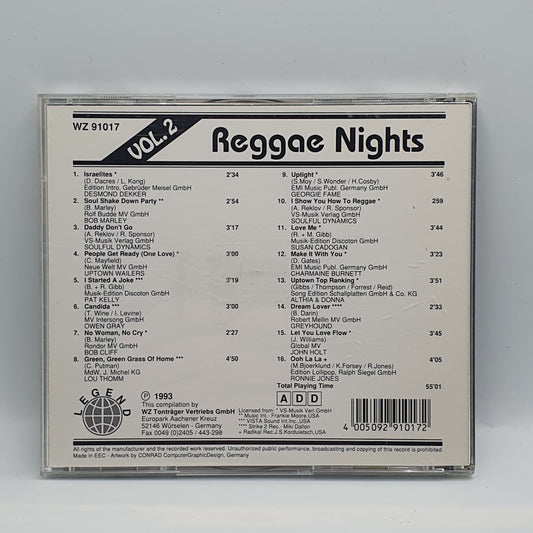 WZ 91017
VOL. 2
Reggae Nights
1. Israelites * 2'34
(D. Dacres / L. Kong)
Edition Intro, Gebrüder Meisel GmbH
DESMOND DEKKER
2. Soul Shake Down Party ** 2'54
(B. Marley)
Rolf Budde MV GmbH
BOB MARLEY
3. Daddy Don't Go 3'17
(A. Reklov / R. Sponsor)
VS-Musik Verlag GmbH
SOULFUL DYNAMICS
4. People Get Ready (One Love) * 3'00
(C. Mayfield)
Neue Welt MV GmbH
UPTOWN WAILERS
5. I Started A Joke **** 3'19
(B. + R. Gibb)
Musik-Edition Discoton GmbH
PAT KELLY
6. Candida *** 3'00
(T. Wine / I. Levine)
MV Intersong GmbH
OWEN GRAY
7. No Woman, No Cry * 2'27
(B. Marley)
Rondor MV GmbH
BOB CLIFF
8. Green, Green Grass Of Home *** 4'50
(C. Putman)
MdW, J. Michel KG
LOU THOMM
9. Uptight * 3'46
(S.Moy / S.Wonder / H.Cosby)
EMI Music Publ. Germany GmbH
GEORGIE FAME
10. I Show You How To Reggae * 259
(A. Reklov / R. Sponsor)
VS-Musik Verlag GmbH
SOULFUL DYNAMICS
11. Love Me * 3'44
(R. + M. Gibb)
Musik-Edition Discoton GmbH
SUSAN CADOGAN
12. Make It With You * 3'23
(D. Gates)
EMI Music Publ. Germany GmbH
CHARMAINE BURNETT
13. Uptown Top Ranking * 3'51
(Gibbs / Thompson / Forrest / Reid)
Song Edition Schallplatten GmbH & Co. KG
ALTHIA & DONNA
14. Dream Lover **** 2'30
(B. Darin)
Robert Mellin MV GmbH
GREYHOUND
15. Let You Love Flow * 3'45
(J. Williams)
Global MV
JOHN HOLT
16. Ooh La La + 4'05
(M.Bjoerklund / K.Forsey / R.Jones)
Edition Lollipop, Ralph Siegel GmbH
RONNIE JONES
Total Playing Time 55'01
LEGEND
℗ 1993
This compilation by
WZ Tonträger Vertriebs GmbH
Europark Aachener Kreuz
52146 Würselen - Germany
Fax 0049 (0)2405 / 443-298
ADD
Licensed from: * VS-Musik Verl.GmbH
** Music Int - Frankie Moore,USA
*** VISTA Sound Int.Inc.,USA
**** Strike 2 Rec. - Miki Dallon
+ Radikal Rec.J.S.Korduletsch,USA
4 005092 910172
All rights of the manufacturer and the recorded work reserved. Unauthorized public performance, broadcasting and copying of this record is prohibited.
Made in EEC - Artwork by CONRAD ComputerGraphicDesign, Germany